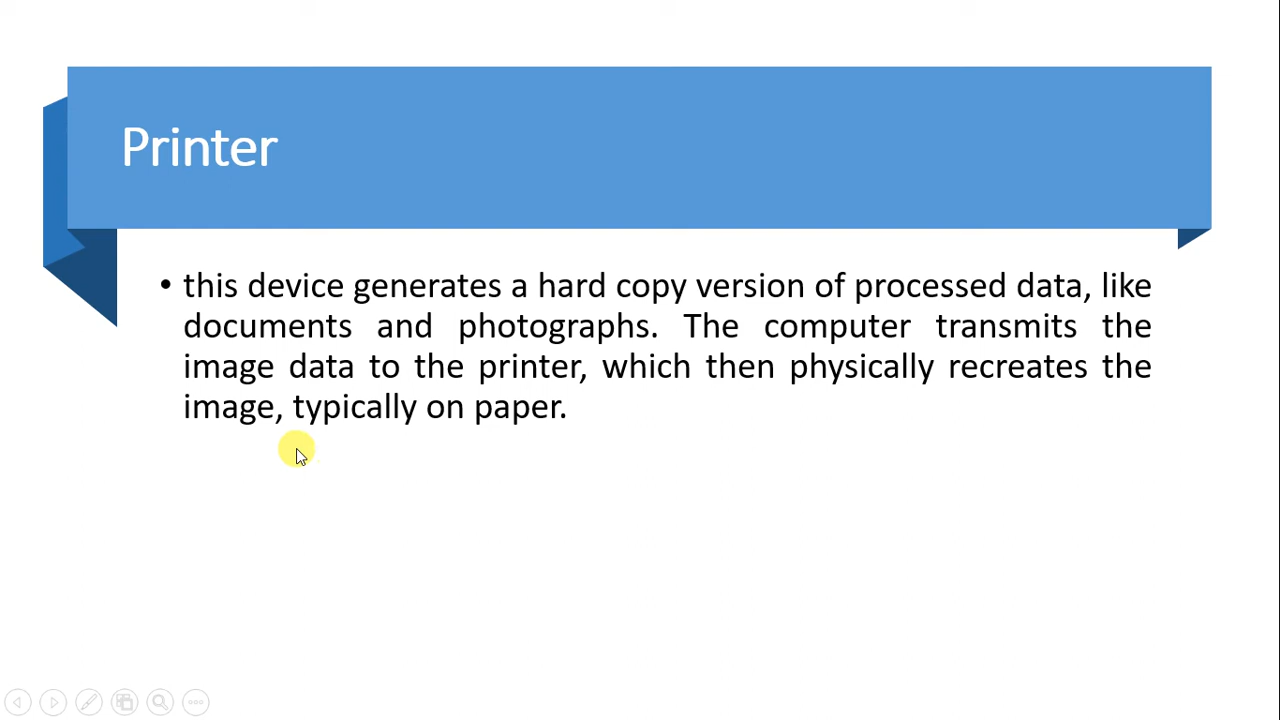 Printer
• this device generates a hard copy version of processed data, like
documents and photographs. The computer transmits the
image data to the printer, which then physically recreates the
image, typically on paper.